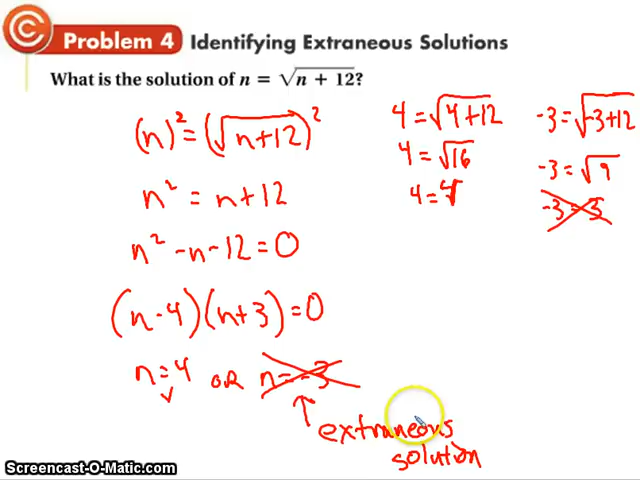 Problem 4 Identifying Extraneous Solutions
What is the solution of n = √n + 12?
(n)² = (√n+12)²
n² = n+12
n² -n -12 = 0
(n-4)(n+3) = 0
n = 4 OR n = -3
extraneous
solution
4 = √4+12
4 = √16
4 = 4
-3 = √-3+12
-3 = √9
-3 = 3
Screencast-O-Matic.com